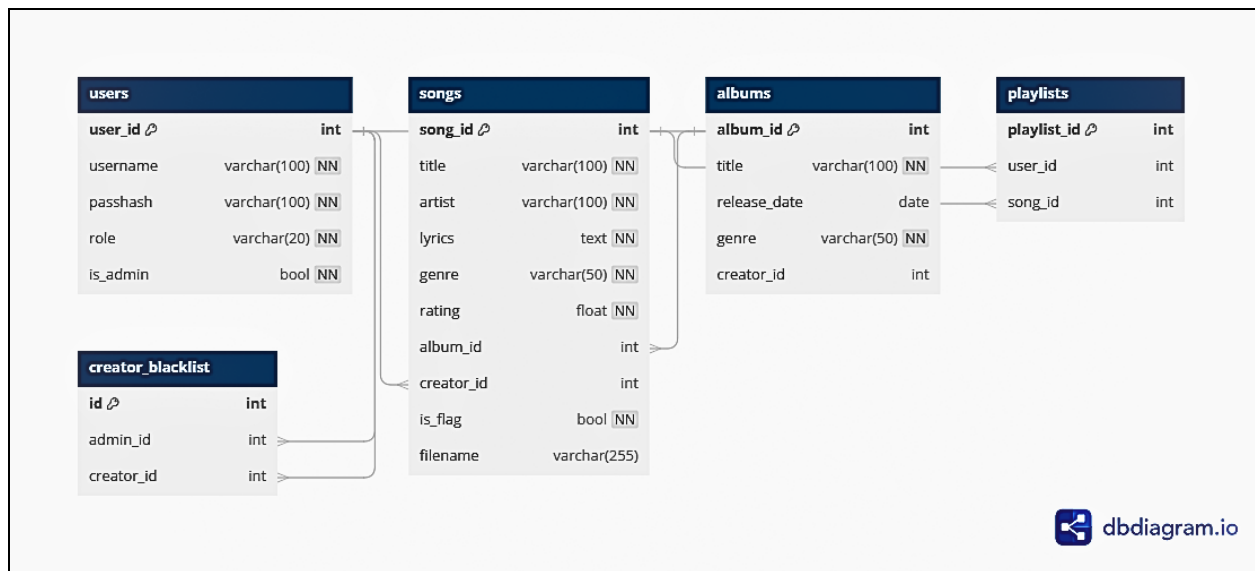 users
user_id int
username varchar(100) NN
passhash varchar(100) NN
role varchar(20) NN
is_admin bool NN
creator_blacklist
id int
admin_id int
creator_id int
songs
song_id int
title varchar(100) NN
artist varchar(100) NN
lyrics text NN
genre varchar(50) NN
rating float NN
album_id int
creator_id int
is_flag bool NN
filename varchar(255)
albums
album_id int
title varchar(100) NN
release_date date
genre varchar(50) NN
creator_id int
playlists
playlist_id int
user_id int
song_id int
dbdiagram.io